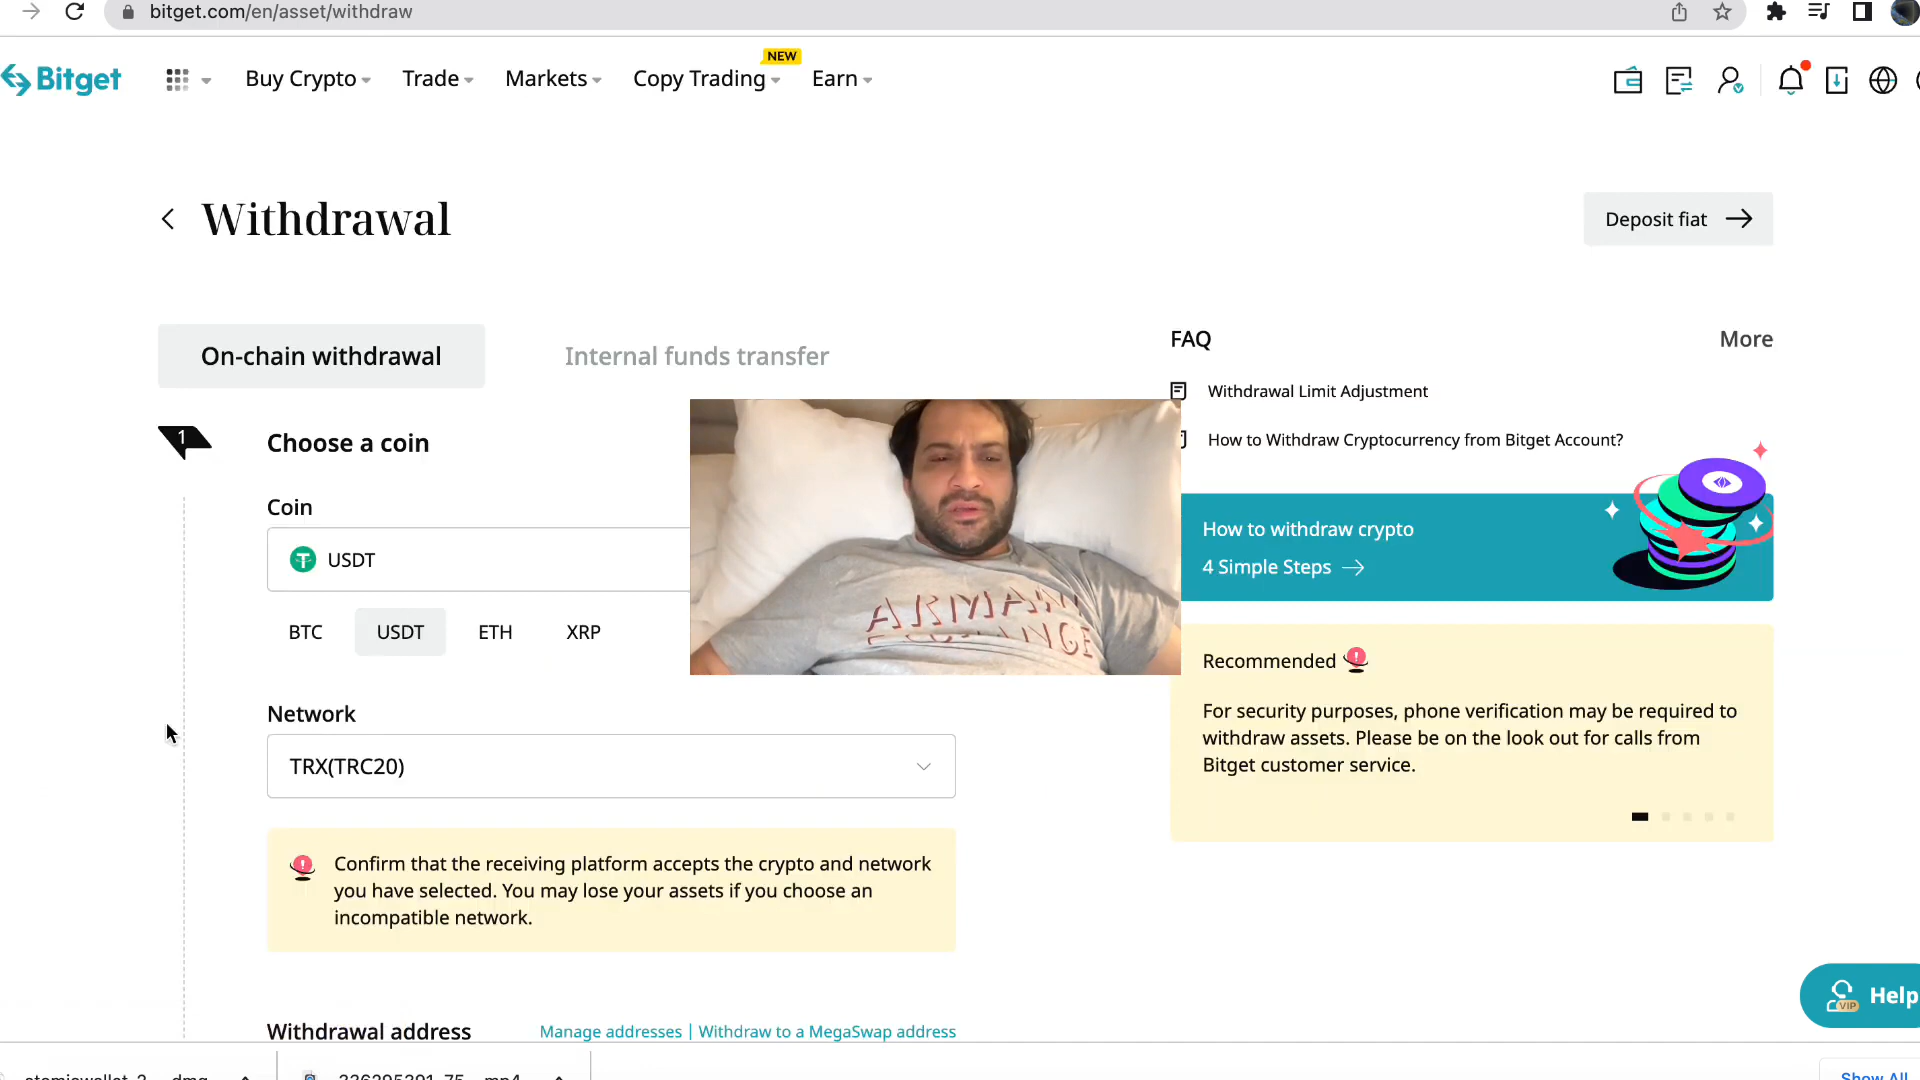 bitget.com/en/asset/withdraw
NEW
Bitget
Buy Crypto
Trade
Markets
Copy Trading
Earn
Withdrawal
Deposit fiat
On-chain withdrawal
Internal funds transfer
FAQ
More
Withdrawal Limit Adjustment
1
Choose a coin
How to Withdraw Cryptocurrency from Bitget Account?
Coin
USDT
How to withdraw crypto
4 Simple Steps
BTC
USDT
ETH
XRP
Recommended
For security purposes, phone verification may be required to
withdraw assets. Please be on the look out for calls from
Bitget customer service.
Network
TRX(TRC20)
Confirm that the receiving platform accepts the crypto and network
you have selected. You may lose your assets if you choose an
incompatible network.
VIP
Help
Withdrawal address
Manage addresses | Withdraw to a MegaSwap address
Show All